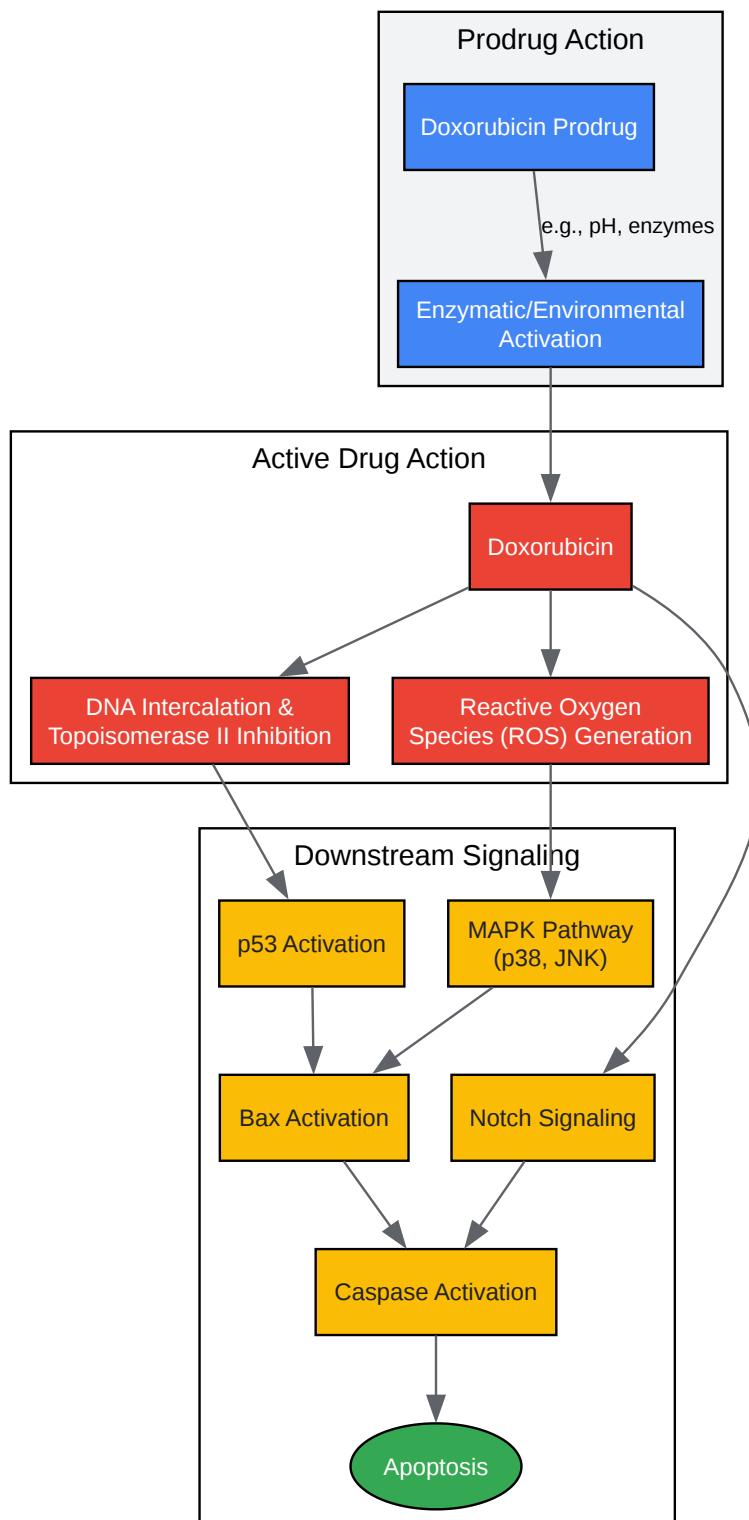 Prodrug Action
Doxorubicin Prodrug
e.g., pH, enzymes
Enzymatic/Environmental
Activation
Active Drug Action
Doxorubicin
DNA Intercalation &
Topoisomerase II Inhibition
Reactive Oxygen
Species (ROS) Generation
Downstream Signaling
p53 Activation
MAPK Pathway
(p38, JNK)
Bax Activation
Notch Signaling
Caspase Activation
Apoptosis